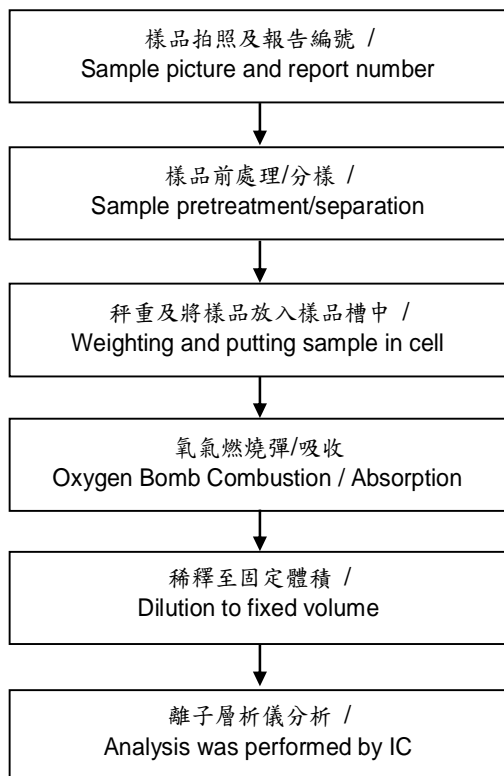 樣品拍照及報告編號 /
Sample picture and report number
樣品前處理/分樣 /
Sample pretreatment/separation
秤重及將樣品放入樣品槽中 /
Weighting and putting sample in cell
氧氣燃燒彈/吸收
Oxygen Bomb Combustion / Absorption
稀釋至固定體積 /
Dilution to fixed volume
離子層析儀分析 /
Analysis was performed by IC